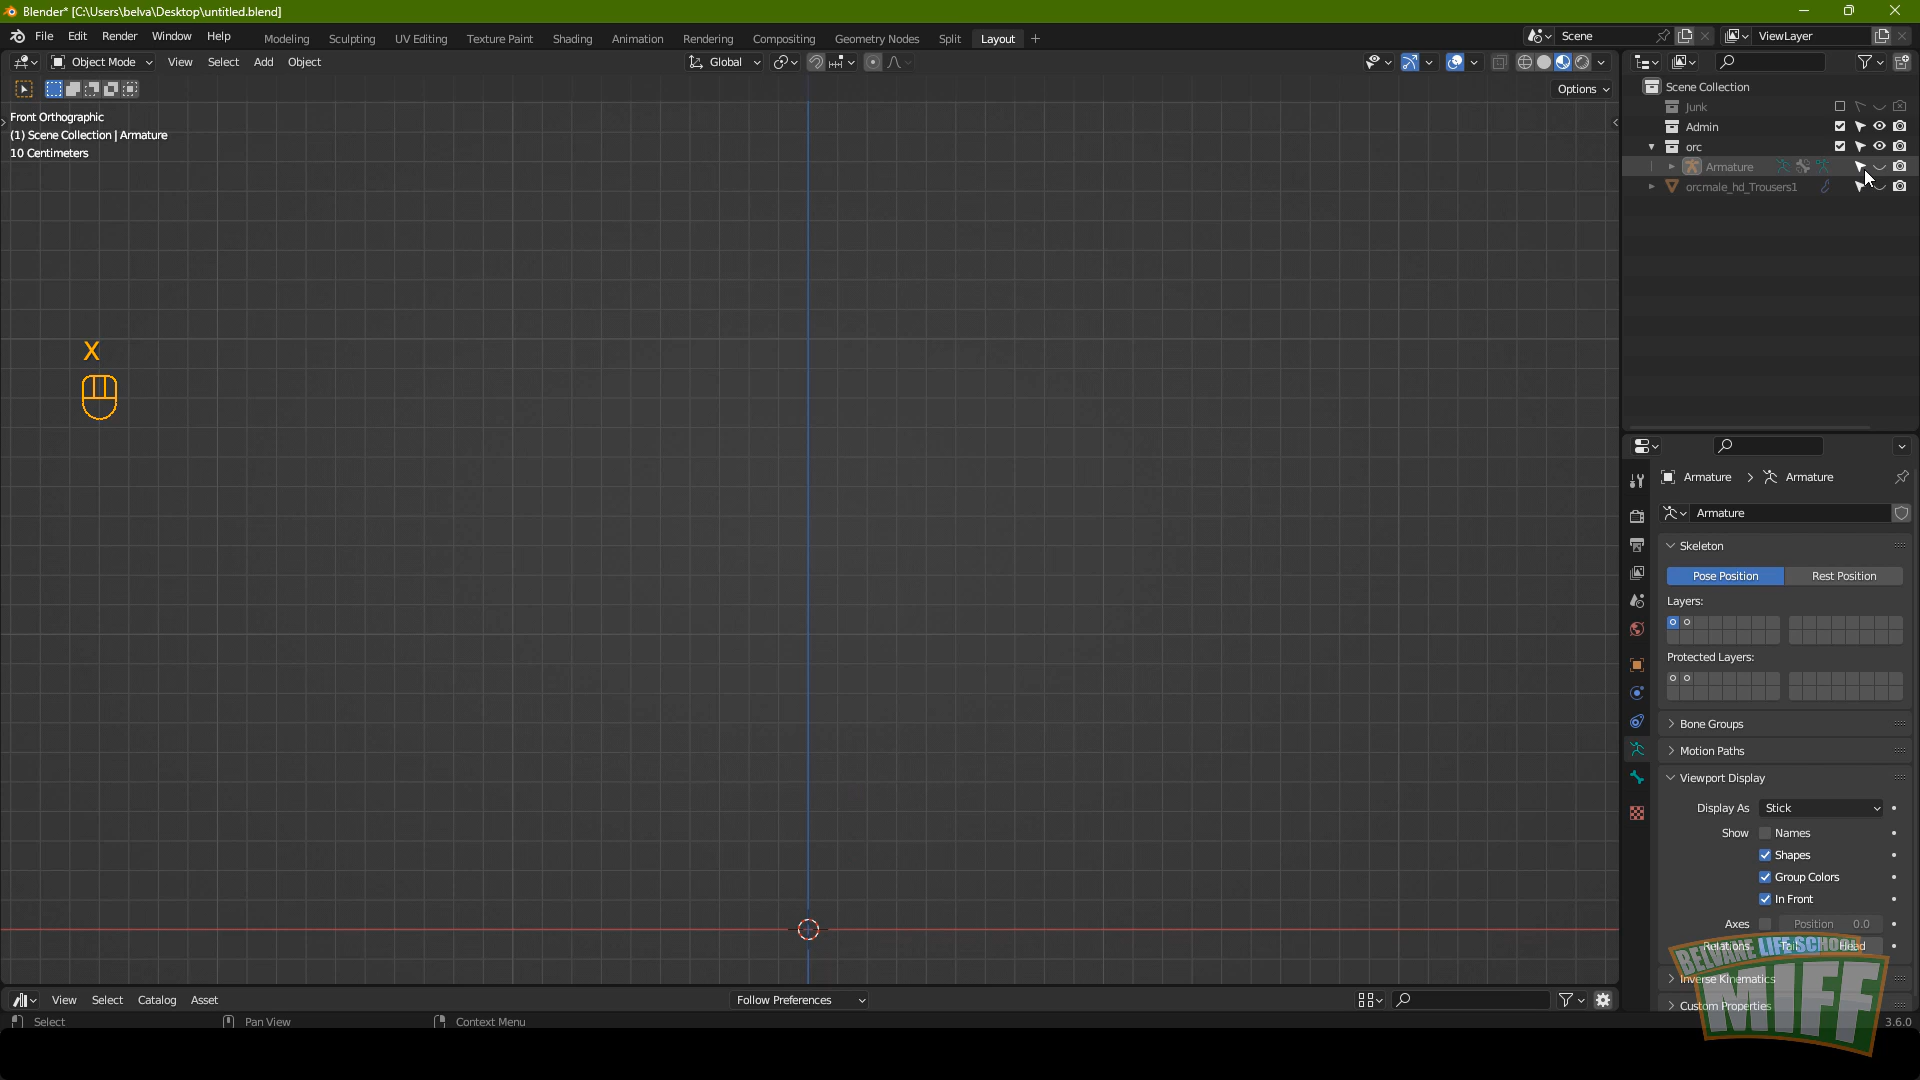 Blender* [C:\Users\belva\Desktop\untitled.blend]
File Edit Render Window Help Modeling Sculpting UV Editing Texture Paint Shading Animation Rendering Compositing Geometry Nodes Split Layout + Scene ViewLayer
Object Mode View Select Add Object Global
Options
Front Orthographic
(1) Scene Collection | Armature
10 Centimeters
X
Scene Collection
Junk
Admin
orc
Armature
orcmale_hd_Trousers1
Armature > Armature
Armature
Skeleton
Pose Position Rest Position
Layers:
Protected Layers:
Bone Groups
Motion Paths
Viewport Display
Display As Stick
Show Names
Shapes
Group Colors
In Front
Axes Position 0.0
Relations Tail Head
Inverse Kinematics
Custom Properties
BELVANE LIFE SCHOOL
MIFF
View Select Catalog Asset Follow Preferences
Select Pan View Context Menu 3.6.0